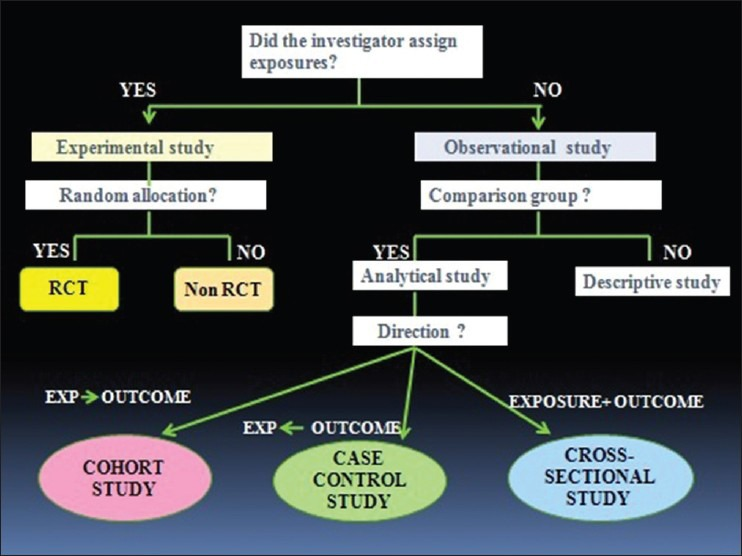 Did the investigator assign
exposures?
YES
NO
Experimental study
Observational study
Random allocation?
Comparison group ?
YES
NO
YES
NO
RCT
Non RCT
Analytical study
Descriptive study
Direction ?
EXP → OUTCOME
EXP ← OUTCOME
EXPOSURE+ OUTCOME
COHORT
STUDY
CASE
CONTROL
STUDY
CROSS-
SECTIONAL
STUDY